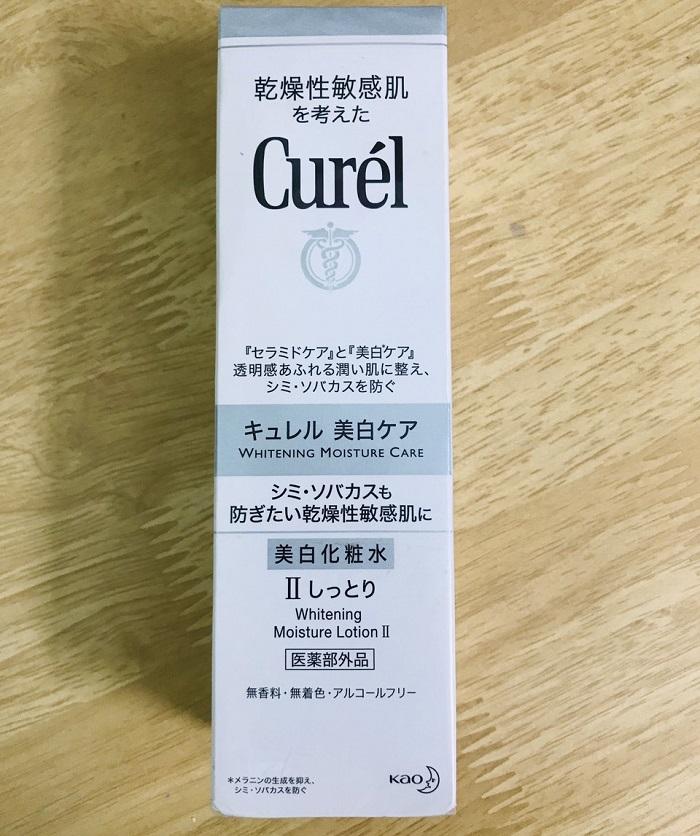 乾燥性敏感肌
を考えた
Curél
『セラミドケア』と『美白*ケア』
透明感あふれる潤い肌に整え、
シミ・ソバカスを防ぐ
キュレル 美白ケア
WHITENING MOISTURE CARE
シミ・ソバカスも
防ぎたい乾燥性敏感肌に
美白化粧水
II しっとり
Whitening
Moisture Lotion II
医薬部外品
無香料・無着色・アルコールフリー
*メラニンの生成を抑え、
シミ・ソバカスを防ぐ
Kao